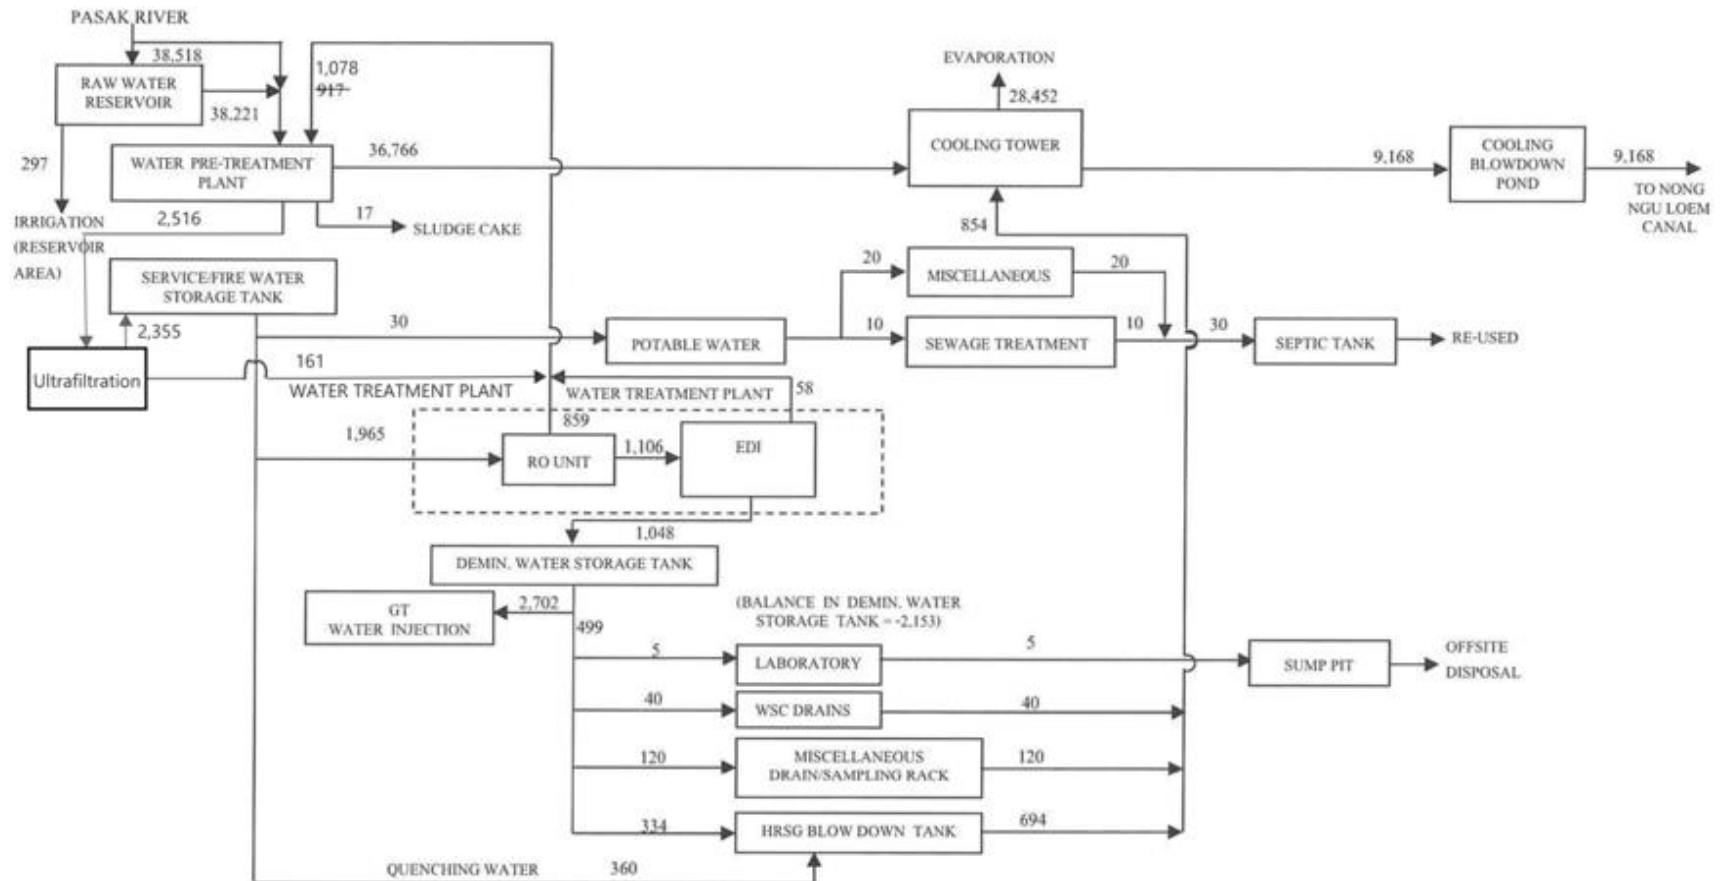 PASAK RIVER
38,518
RAW WATER
RESERVOIR
38,221
1,078
917
297
IRRIGATION
(RESERVOIR
AREA)
WATER PRE-TREATMENT
PLANT
36,766
2,516
17
SLUDGE CAKE
EVAPORATION
28,452
COOLING TOWER
9,168
COOLING
BLOWDOWN
POND
9,168
TO NONG
NGU LOEM
CANAL
854
SERVICE/FIRE WATER
STORAGE TANK
2,355
Ultrafiltration
30
POTABLE WATER
20
MISCELLANEOUS
20
10
SEWAGE TREATMENT
10
30
SEPTIC TANK
RE-USED
161
WATER TREATMENT PLANT
WATER TREATMENT PLANT
58
859
1,965
RO UNIT
1,106
EDI
1,048
DEMIN. WATER STORAGE TANK
GT
WATER INJECTION
2,702
499
(BALANCE IN DEMIN. WATER
STORAGE TANK = -2,153)
5
LABORATORY
5
SUMP PIT
OFFSITE
DISPOSAL
40
WSC DRAINS
40
120
MISCELLANEOUS
DRAIN/SAMPLING RACK
120
334
HRSG BLOW DOWN TANK
694
QUENCHING WATER
360